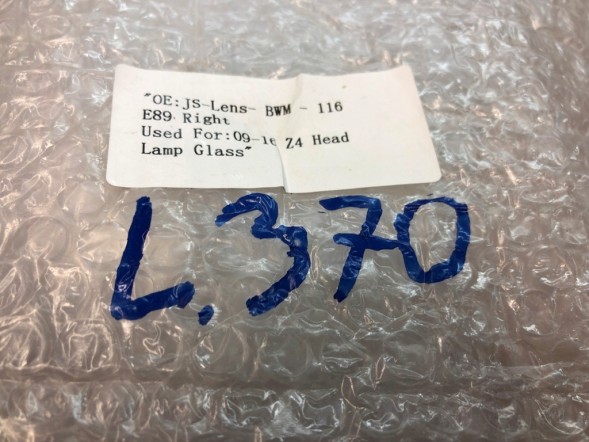 "OE:JS-Lens- BWM - 116
E89 Right
Used For:09-16 Z4 Head
Lamp Glass"
L.370